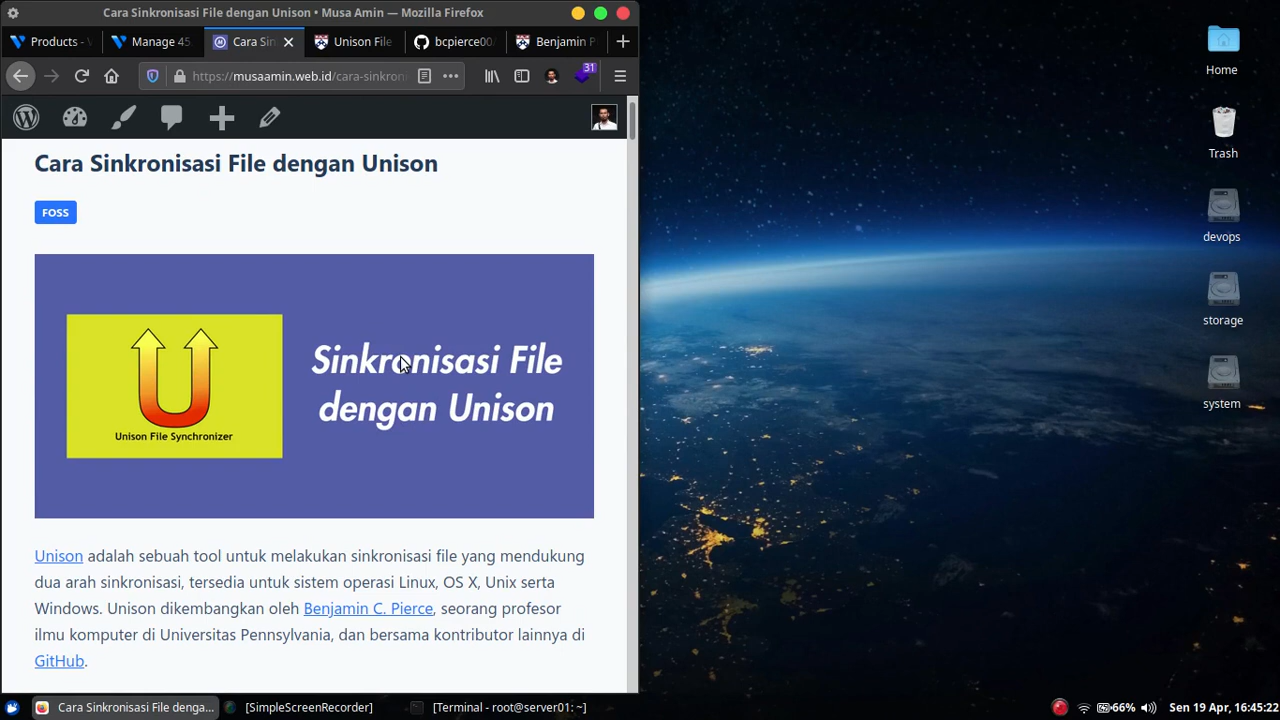 Cara Sinkronisasi File dengan Unison • Musa Amin — Mozilla Firefox
Products -
Manage 45.
Cara Sin
Unison File
bcpierce00
Benjamin P
https://musaamin.web.id/cara-sinkron
31
Cara Sinkronisasi File dengan Unison
FOSS
Unison File Synchronizer
Sinkronisasi File
dengan Unison
Unison adalah sebuah tool untuk melakukan sinkronisasi file yang mendukung
dua arah sinkronisasi, tersedia untuk sistem operasi Linux, OS X, Unix serta
Windows. Unison dikembangkan oleh Benjamin C. Pierce, seorang profesor
ilmu komputer di Universitas Pennsylvania, dan bersama kontributor lainnya di
GitHub.
Home
Trash
devops
storage
system
Cara Sinkronisasi File denga...
[SimpleScreenRecorder]
[Terminal - root@server01: ~]
66%
Sen 19 Apr, 16:45:22